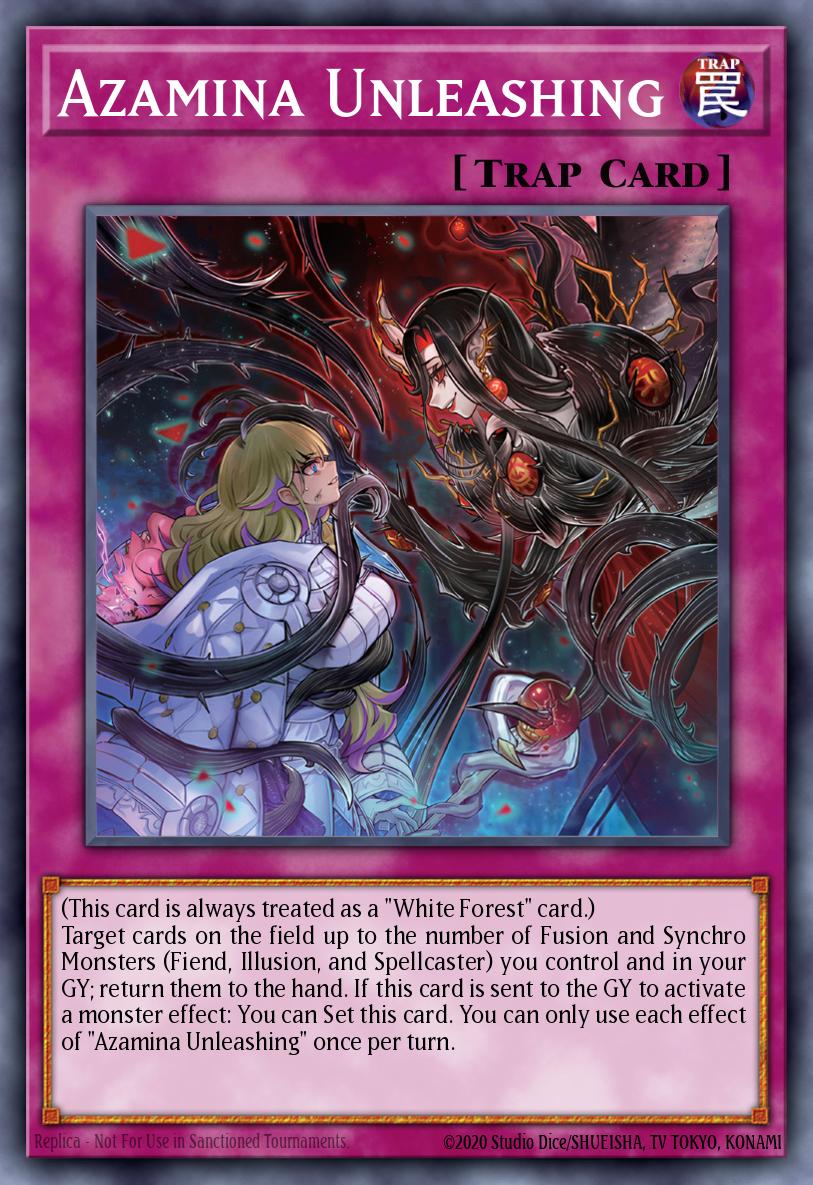 Azamina Unleashing
TRAP
罠
[Trap Card]
(This card is always treated as a "White Forest" card.)
Target cards on the field up to the number of Fusion and Synchro
Monsters (Fiend, Illusion, and Spellcaster) you control and in your
GY; return them to the hand. If this card is sent to the GY to activate
a monster effect: You can Set this card. You can only use each effect
of "Azamina Unleashing" once per turn.
Replica - Not For Use in Sanctioned Tournaments.
©2020 Studio Dice/SHUEISHA, TV TOKYO, KONAMI